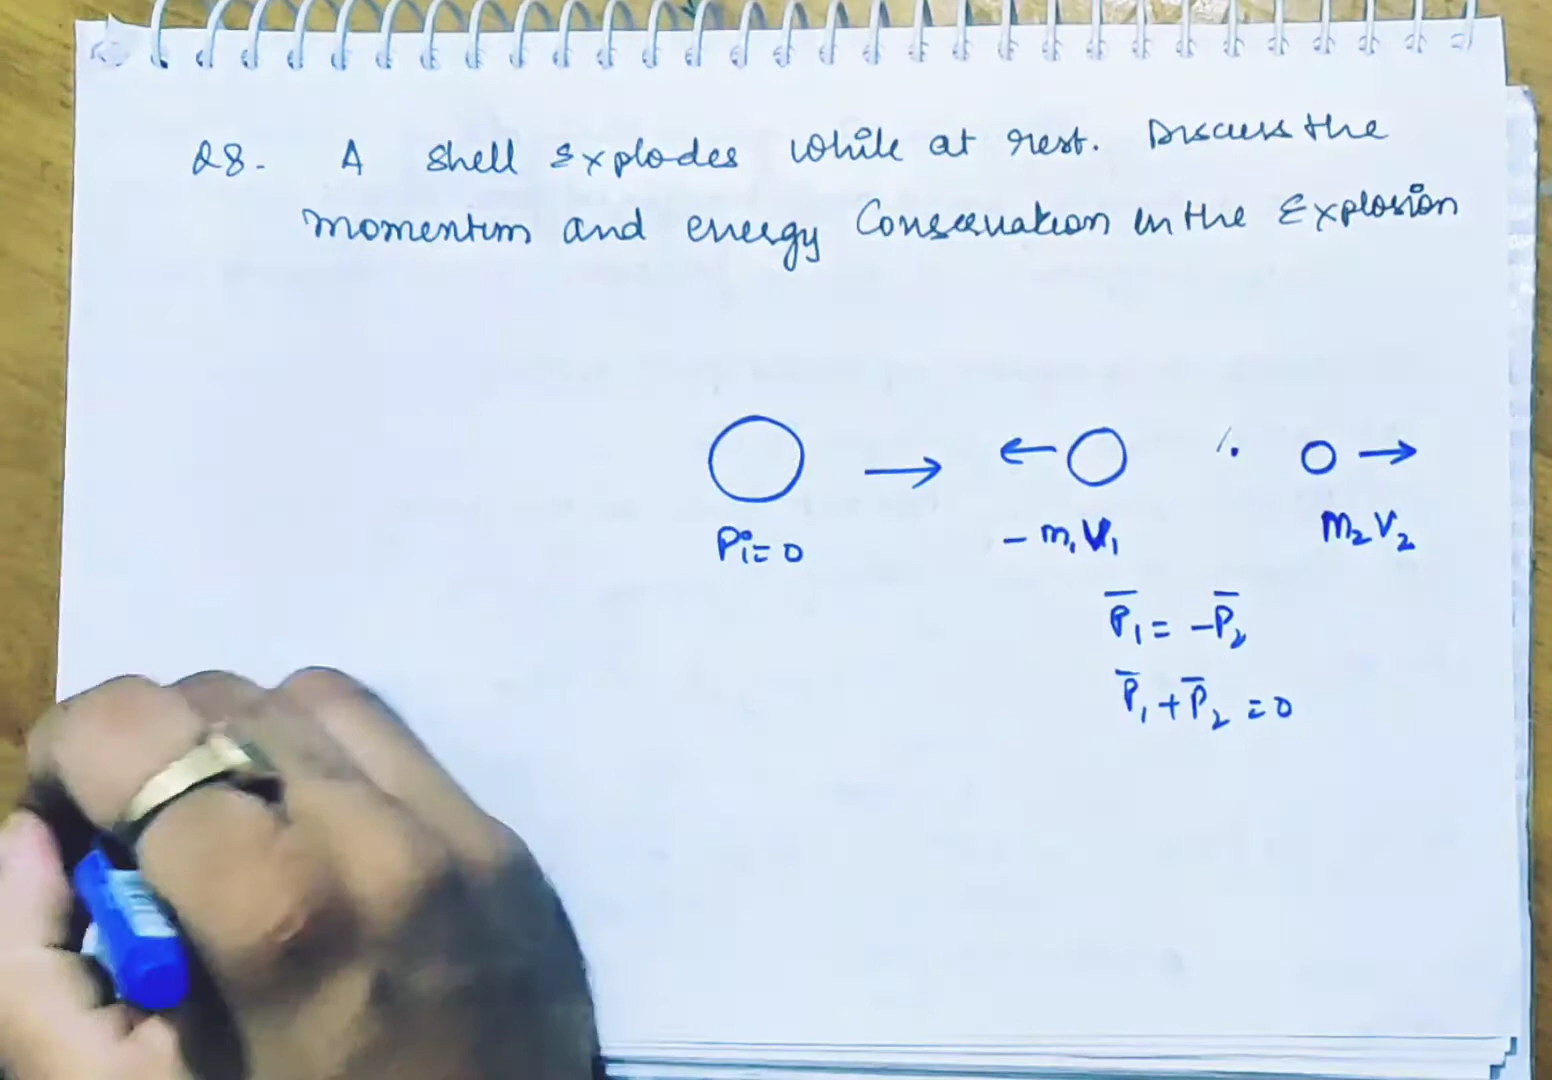 Q8. A shell explodes while at rest. Discuss the
momentum and energy conservation in the Explosion
Pi = 0
- m₁V₁
m₂V₂
P̅₁ = -P̅₂
P̅₁ + P̅₂ = 0